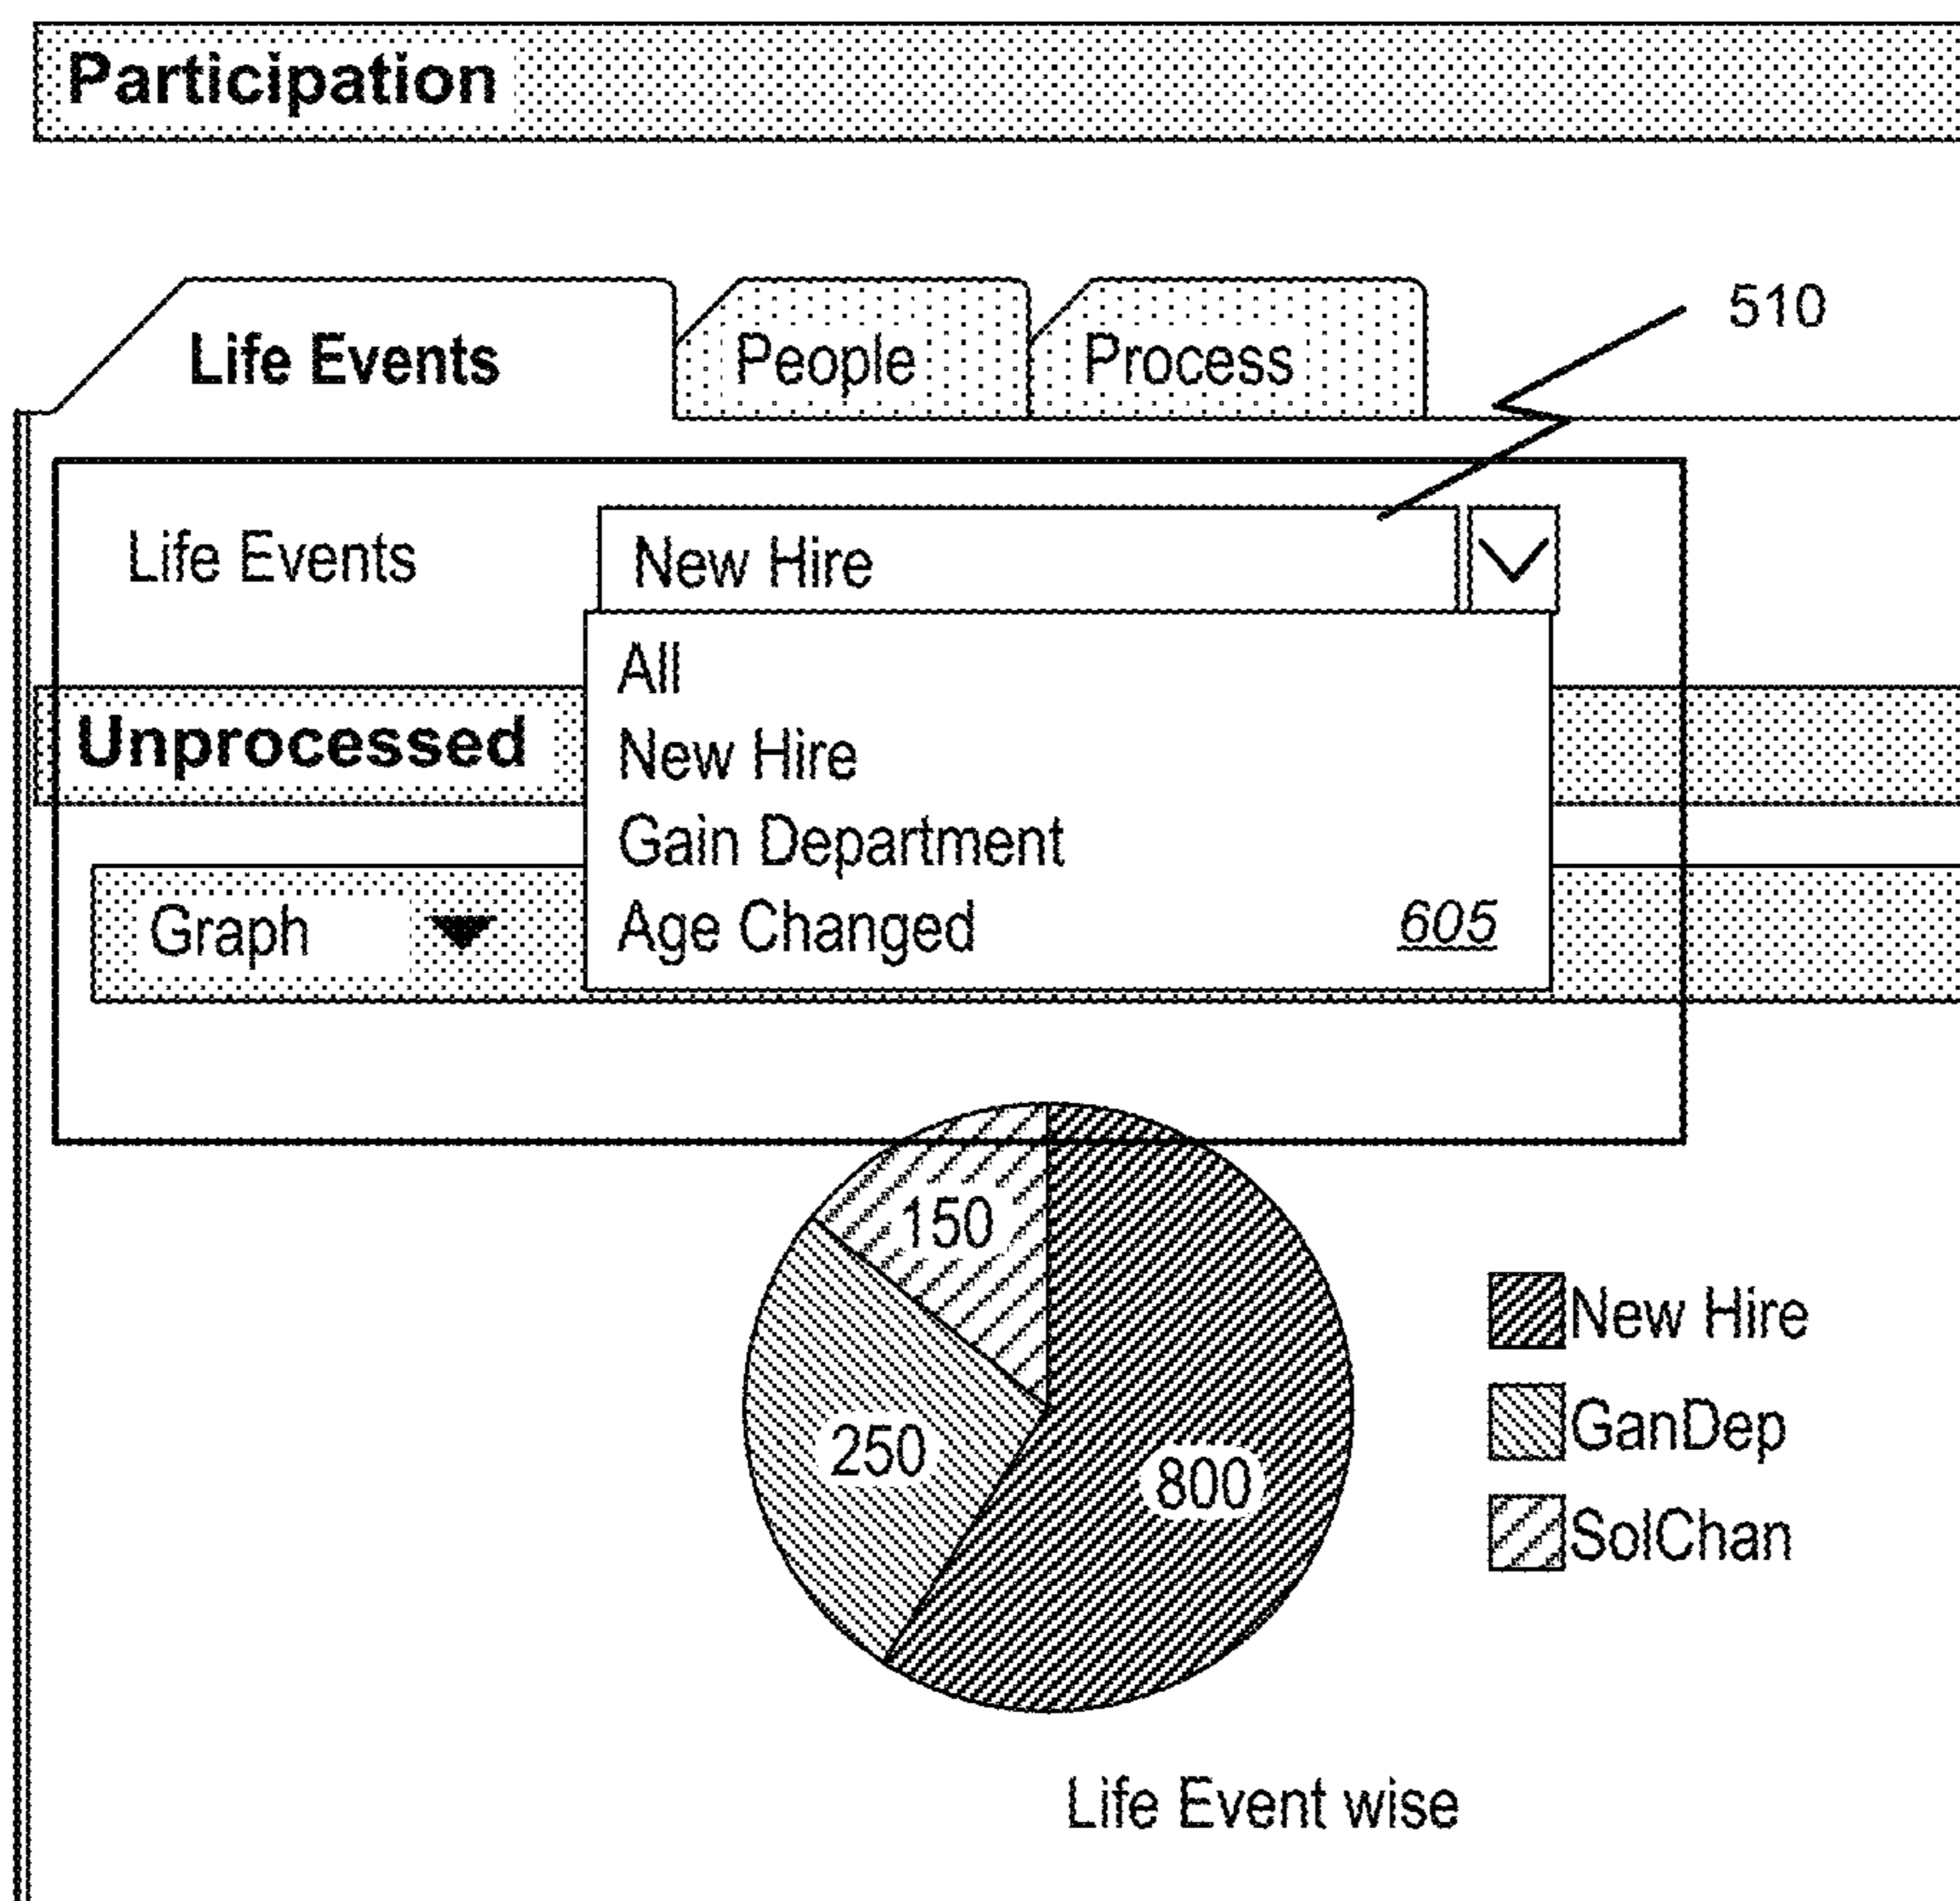 Participation
Life Events People Process
510
Life Events New Hire
All
New Hire
Unprocessed
Gain Department
Age Changed 605
Graph
150
250
800
New Hire
GanDep
SolChan
Life Event wise